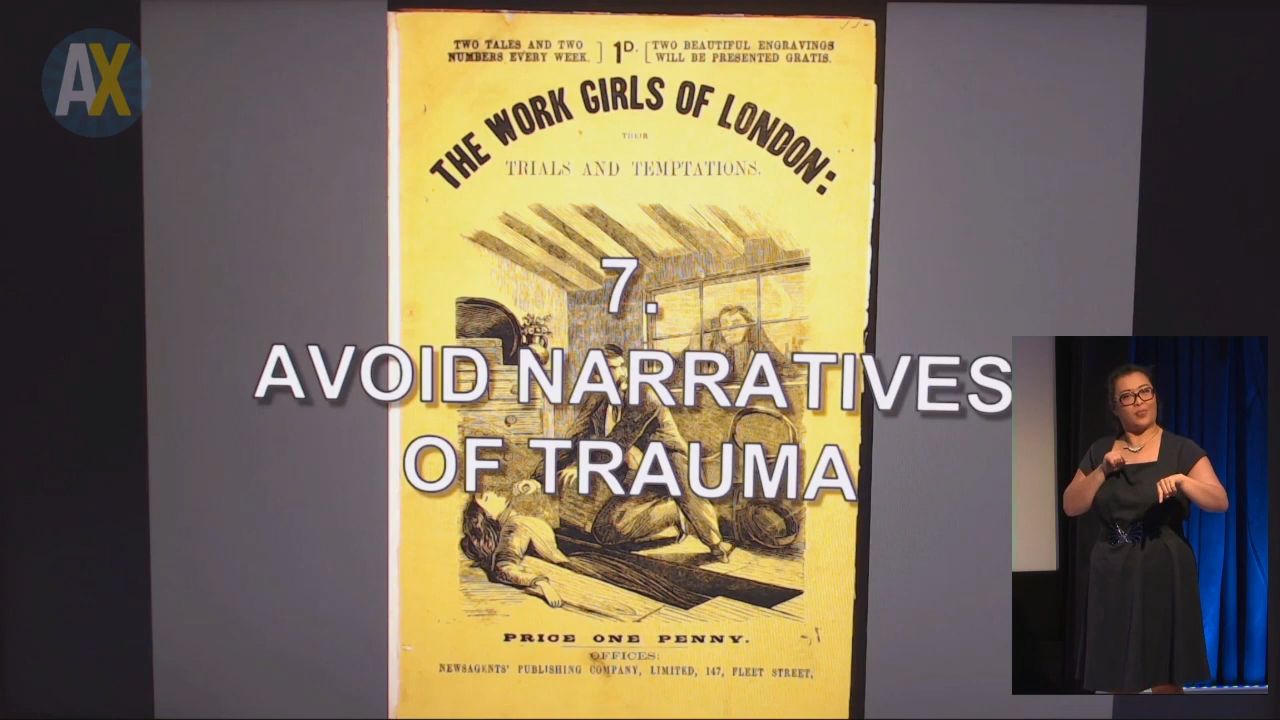 AX
TWO TALES AND TWO
NUMBERS EVERY WEEK.
1D.
TWO BEAUTIFUL ENGRAVINGS
WILL BE PRESENTED GRATIS.
THE WORK GIRLS OF LONDON:
THEIR
TRIALS AND TEMPTATIONS.
7.
AVOID NARRATIVES
OF TRAUMA
PRICE ONE PENNY.
OFFICES:
NEWSAGENTS' PUBLISHING COMPANY, LIMITED, 147, FLEET STREET,